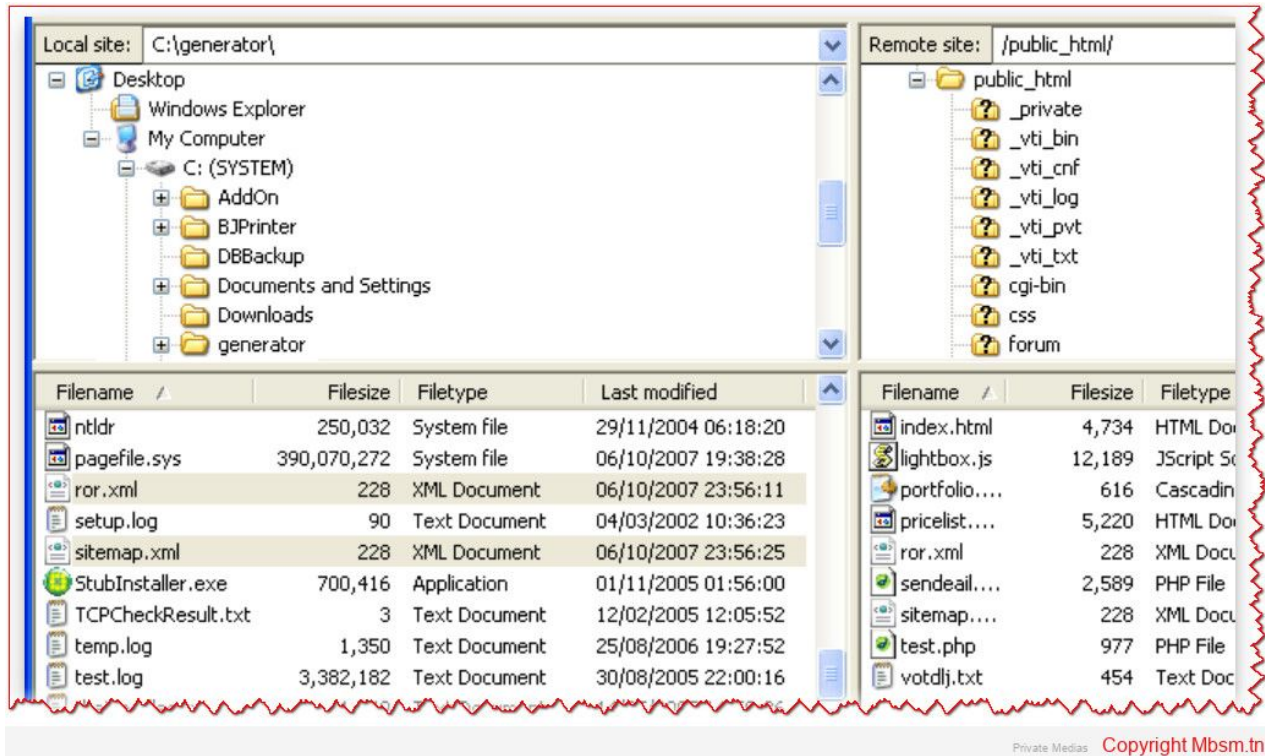 Local site: C:\generator\
Desktop
Windows Explorer
My Computer
C: (SYSTEM)
AddOn
BJPrinter
DBBackup
Documents and Settings
Downloads
generator
Remote site: /public_html/
public_html
_private
_vti_bin
_vti_cnf
_vti_log
_vti_pvt
_vti_txt
cgi-bin
css
forum
Filename Filesize Filetype Last modified
ntldr 250,032 System file 29/11/2004 06:18:20
pagefile.sys 390,070,272 System file 06/10/2007 19:38:28
ror.xml 228 XML Document 06/10/2007 23:56:11
setup.log 90 Text Document 04/03/2002 10:36:23
sitemap.xml 228 XML Document 06/10/2007 23:56:25
StubInstaller.exe 700,416 Application 01/11/2005 01:56:00
TCPCheckResult.txt 3 Text Document 12/02/2005 12:05:52
temp.log 1,350 Text Document 25/08/2006 19:27:52
test.log 3,382,182 Text Document 30/08/2005 22:00:16
Filename Filesize Filetype
index.html 4,734 HTML Do
lightbox.js 12,189 JScript Sc
portfolio.... 616 Cascadin
pricelist.... 5,220 HTML Do
ror.xml 228 XML Docu
sendeail.... 2,589 PHP File
sitemap.... 228 XML Docu
test.php 977 PHP File
votdlj.txt 454 Text Doc
Private Medias Copyright Mbsm.tn